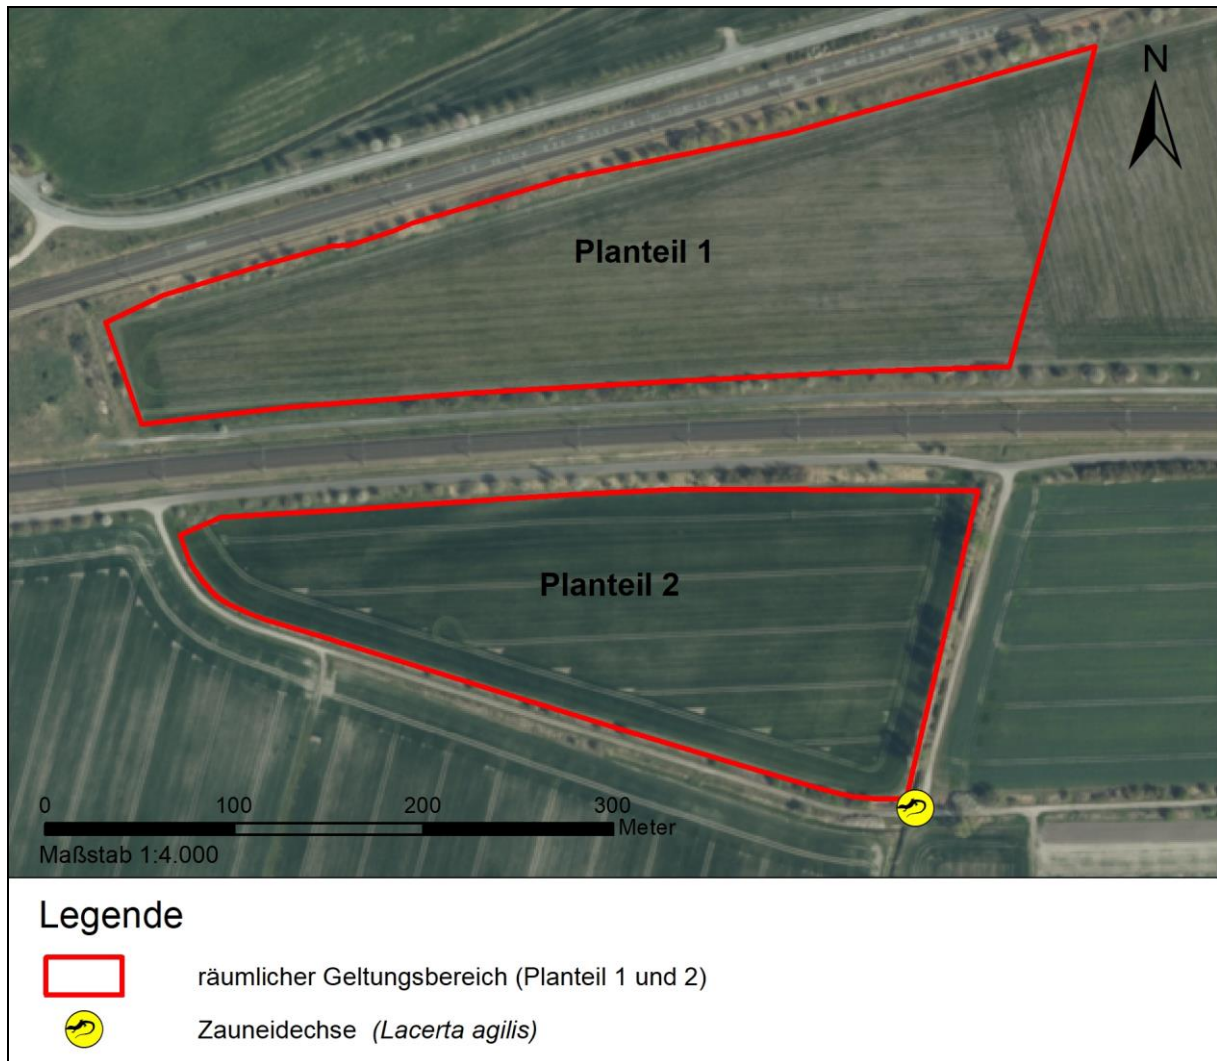 N
Planteil 1
Planteil 2
0 100 200 300
Meter
Maßstab 1:4.000
Legende
räumlicher Geltungsbereich (Planteil 1 und 2)
Zauneidechse (Lacerta agilis)